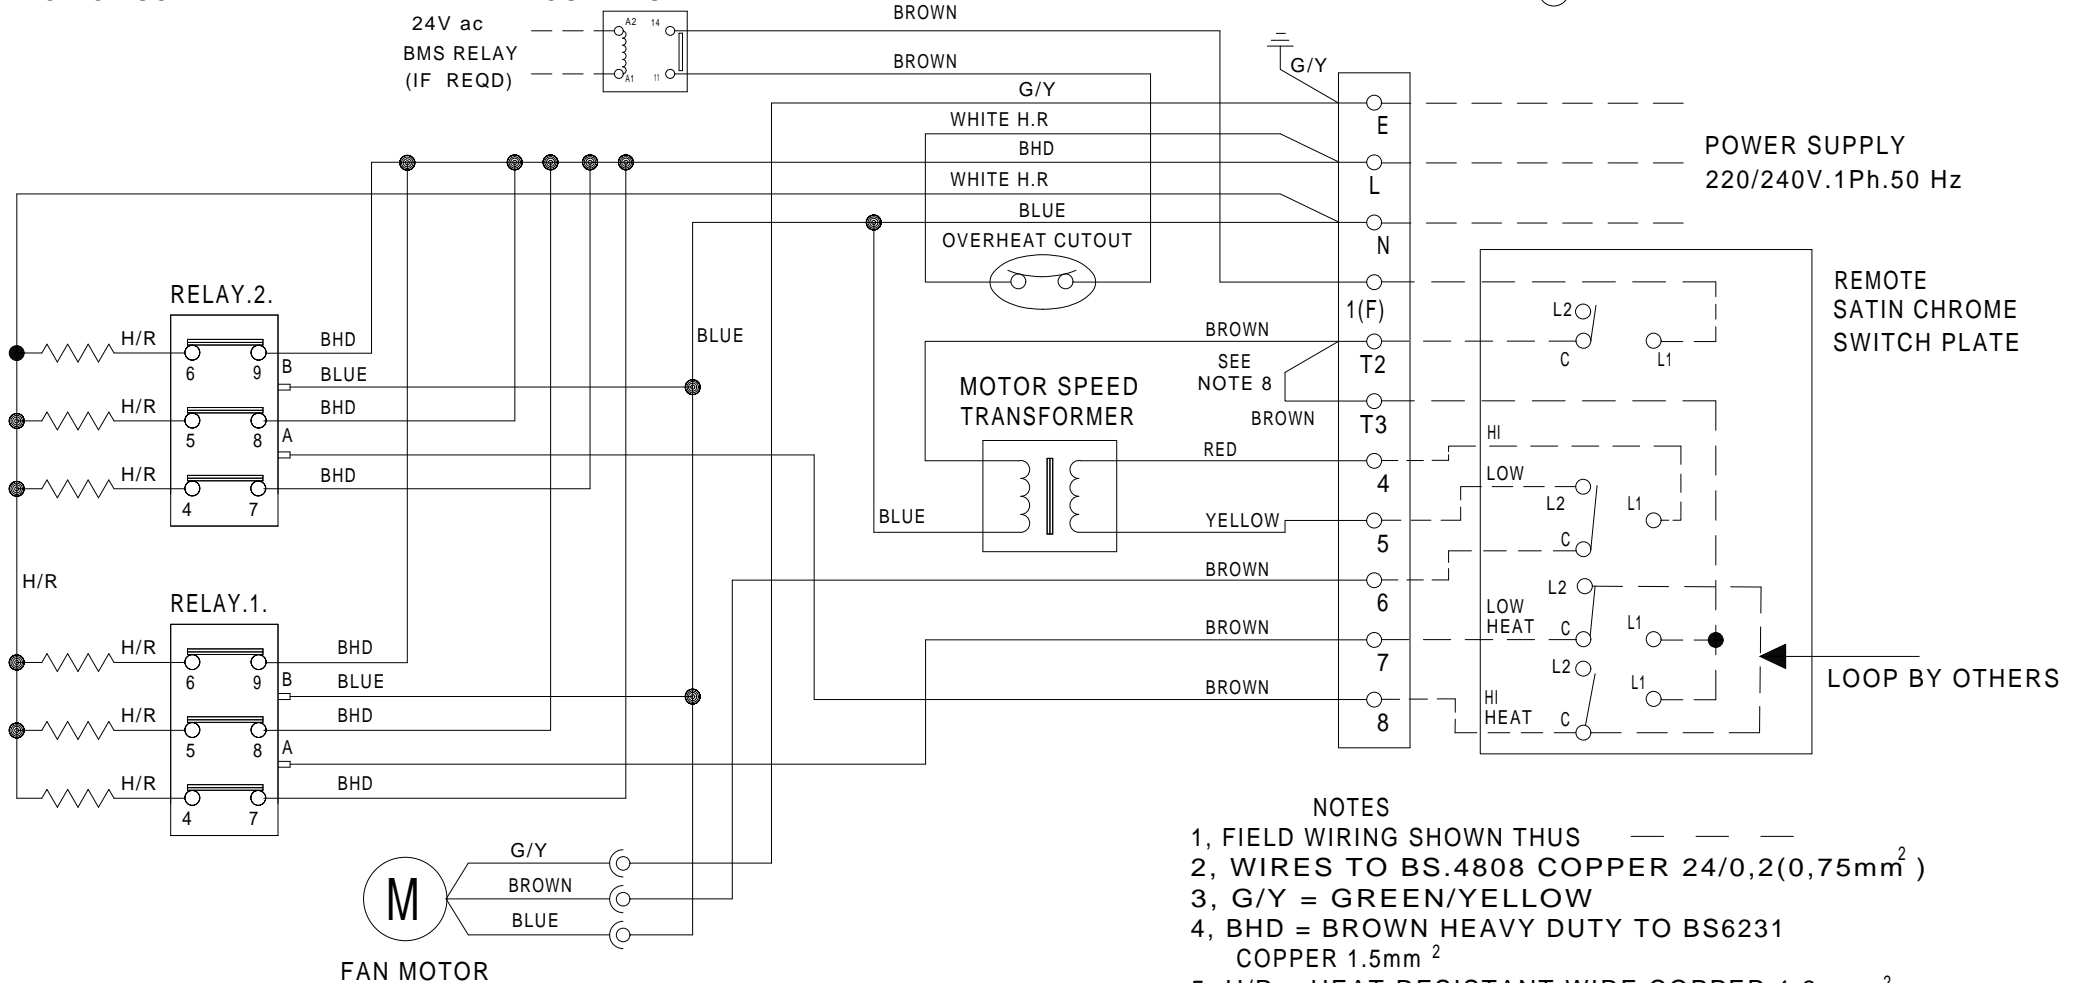 BROWN
24V ac
A2 14
BMS RELAY
(IF REQD)
A1 11
BROWN
G/Y
G/Y
WHITE H.R
E
BHD
POWER SUPPLY
L
220/240V.1Ph.50 Hz
WHITE H.R
BLUE
N
OVERHEAT CUTOUT
REMOTE
SATIN CHROME
SWITCH PLATE
1(F)
L2
C
L1
RELAY.2.
BLUE
BROWN
T2
SEE
NOTE 8
BROWN
T3
MOTOR SPEED
TRANSFORMER
H/R
6 9
B
BHD
BLUE
H/R
5 8
A
BHD
H/R
4 7
BHD
RED
4
HI
LOW
L2
L1
C
BLUE
YELLOW
5
BROWN
6
H/R
RELAY.1.
L2
LOW
HEAT
C
L1
BROWN
7
H/R
6 9
B
BHD
BLUE
L2
L1
LOOP BY OTHERS
BROWN
8
HI
HEAT
C
H/R
5 8
A
BHD
H/R
4 7
BHD
G/Y
BROWN
BLUE
M
FAN MOTOR
NOTES
1, FIELD WIRING SHOWN THUS
2, WIRES TO BS.4808 COPPER 24/0,2(0,75mm²)
3, G/Y = GREEN/YELLOW
4, BHD = BROWN HEAVY DUTY TO BS6231
COPPER 1.5mm ²